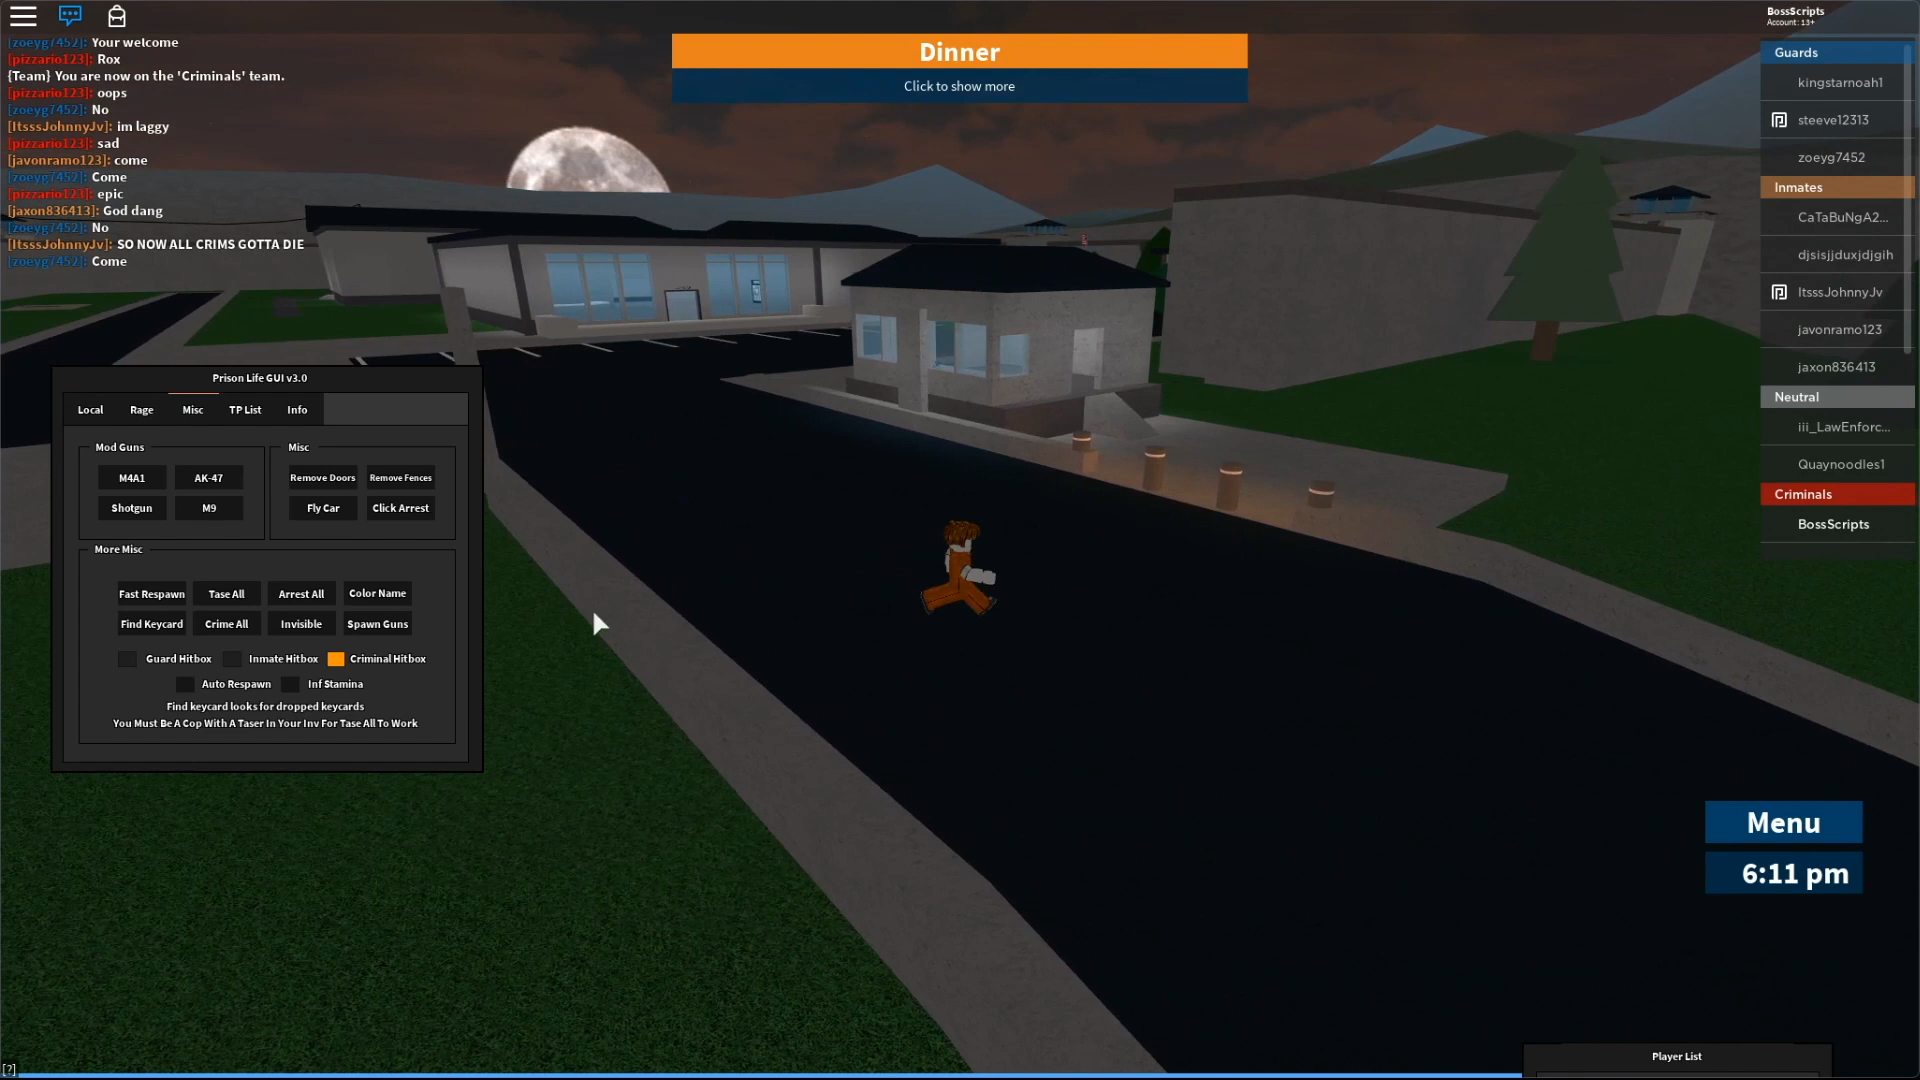 [zoeyg7452]: Your welcome
[pizzario123]: Rox
{Team} You are now on the 'Criminals' team.
[pizzario123]: oops
[zoeyg7452]: No
[ItsssJohnnyJv]: im laggy
[pizzario123]: sad
[javonramo123]: come
[zoeyg7452]: Come
[pizzario123]: epic
[jaxon836413]: God dang
[zoeyg7452]: No
[ItsssJohnnyJv]: SO NOW ALL CRIMS GOTTA DIE
[zoeyg7452]: Come
Dinner
Click to show more
BossScripts
Account: 13+
Guards
kingstarnoah1
steeve12313
zoeyg7452
Inmates
CaTaBuNgA2...
djsisjjduxjdjgih
ItsssJohnnyJv
javonramo123
jaxon836413
Neutral
iii_LawEnforc...
Quaynoodles1
Criminals
BossScripts
Prison Life GUI v3.0
Local Rage Misc TP List Info
Mod Guns
M4A1 AK-47
Shotgun M9
Misc
Remove Doors Remove Fences
Fly Car Click Arrest
More Misc
Fast Respawn Tase All Arrest All Color Name
Find Keycard Crime All Invisible Spawn Guns
Guard Hitbox Inmate Hitbox Criminal Hitbox
Auto Respawn Inf Stamina
Find keycard looks for dropped keycards
You Must Be A Cop With A Taser In Your Inv For Tase All To Work
Menu
6:11 pm
Player List
[?]